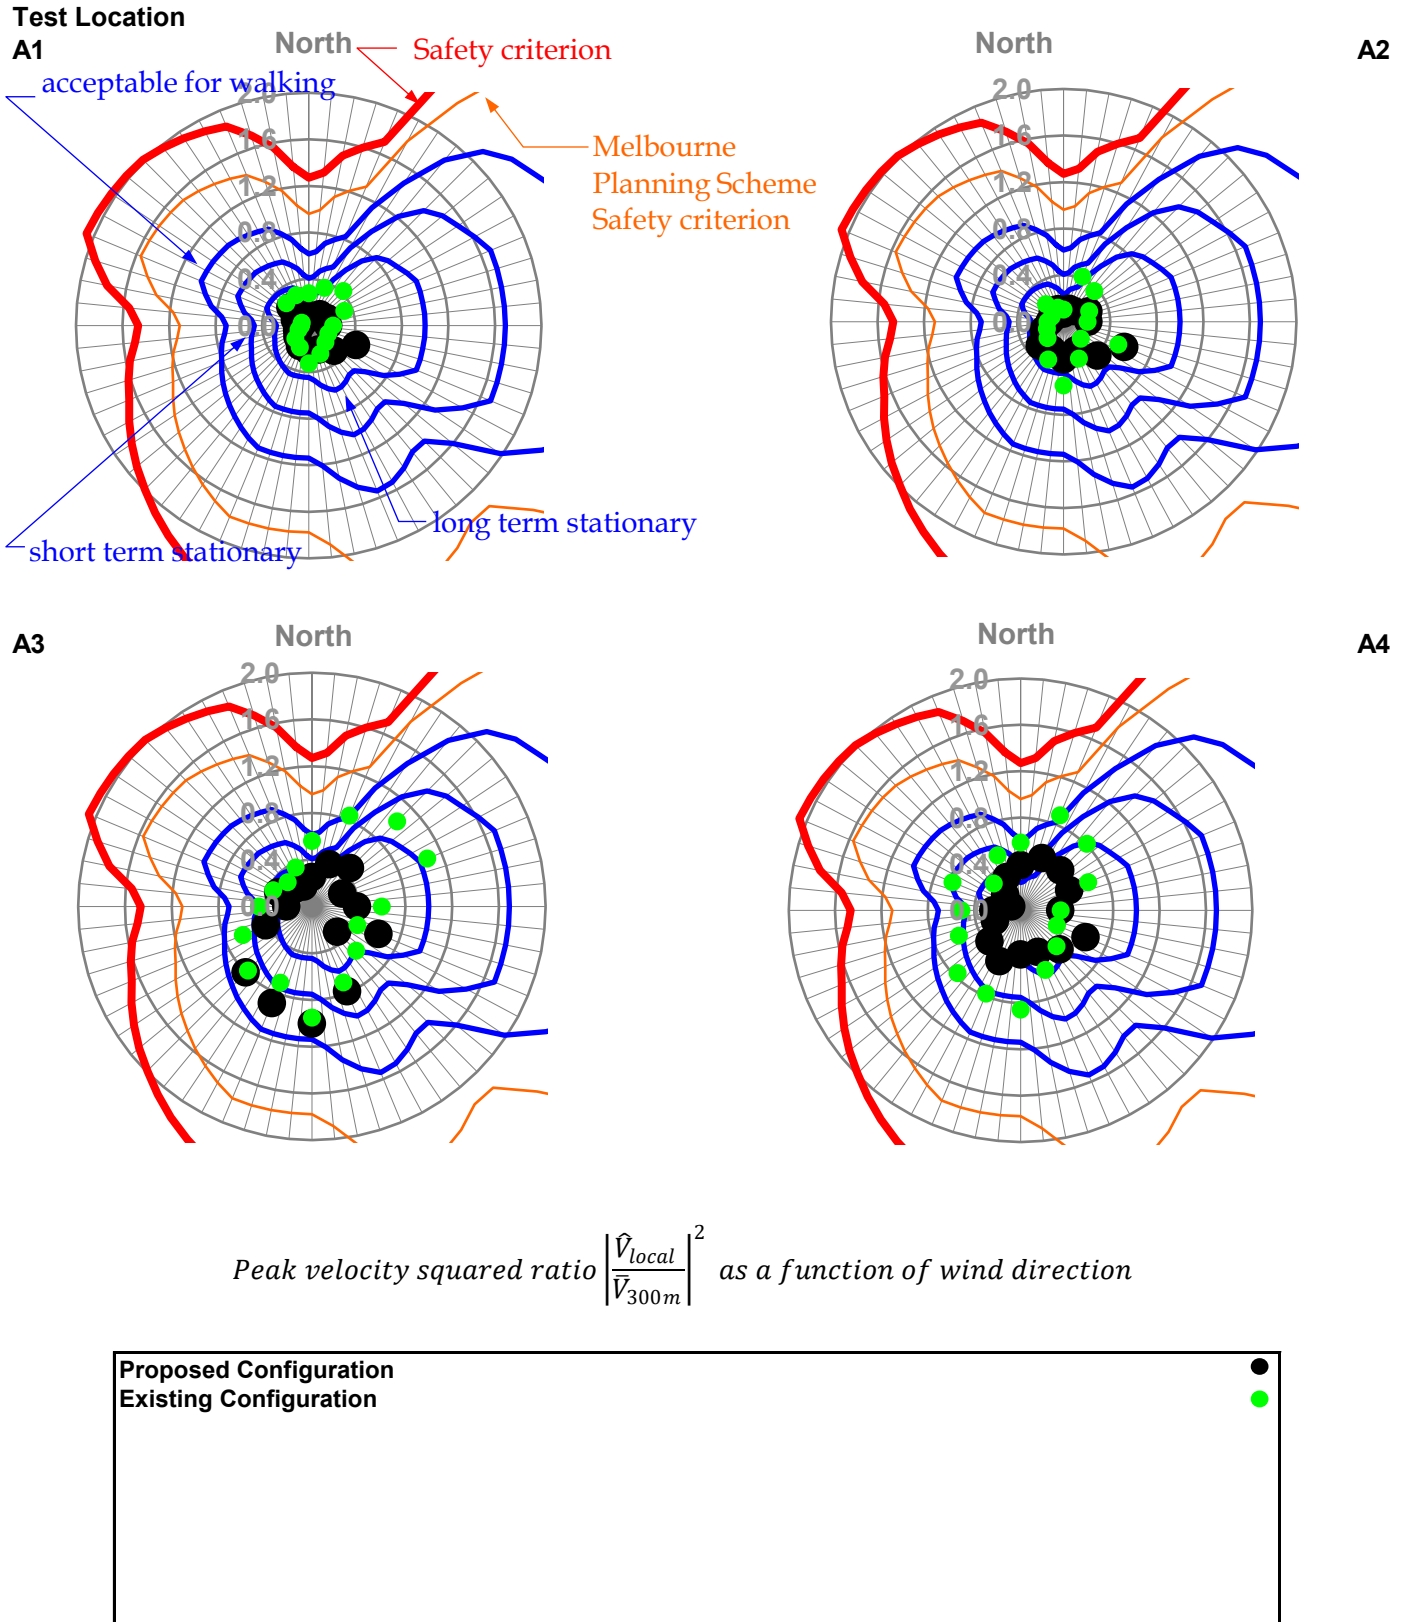 Test Location
A1
North
Safety criterion
North
A2
acceptable for walking
2.0
1.6
1.2
0.8
0.4
0.0
Melbourne
Planning Scheme
Safety criterion
2.0
1.6
1.2
0.8
0.4
0.0
long term stationary
short term stationary
A3
North
North
A4
2.0
1.6
1.2
0.8
0.4
0.0
2.0
1.6
1.2
0.8
0.4
0.0
Peak velocity squared ratio |V̂local / V̄300m|² as a function of wind direction
Proposed Configuration
Existing Configuration